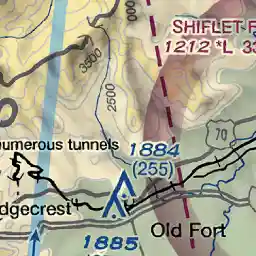 SHIFLET F
1212 *L 33
3500
2500
70
numerous tunnels
1884
(255)
dgecrest
Old Fort
1885